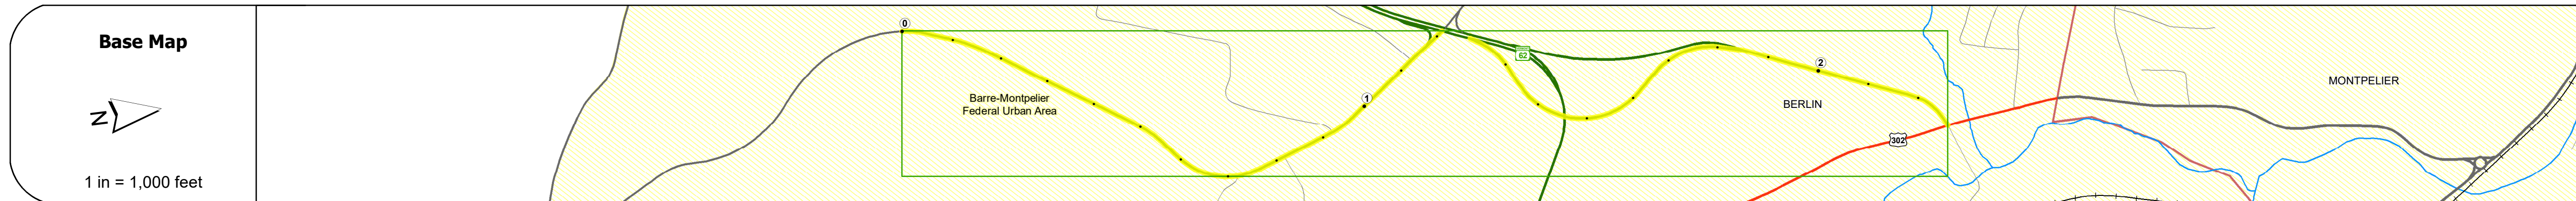 Base Map
N
1 in = 1,000 feet
0
Barre-Montpelier
Federal Urban Area
1
62
2
BERLIN
302
MONTPELIER